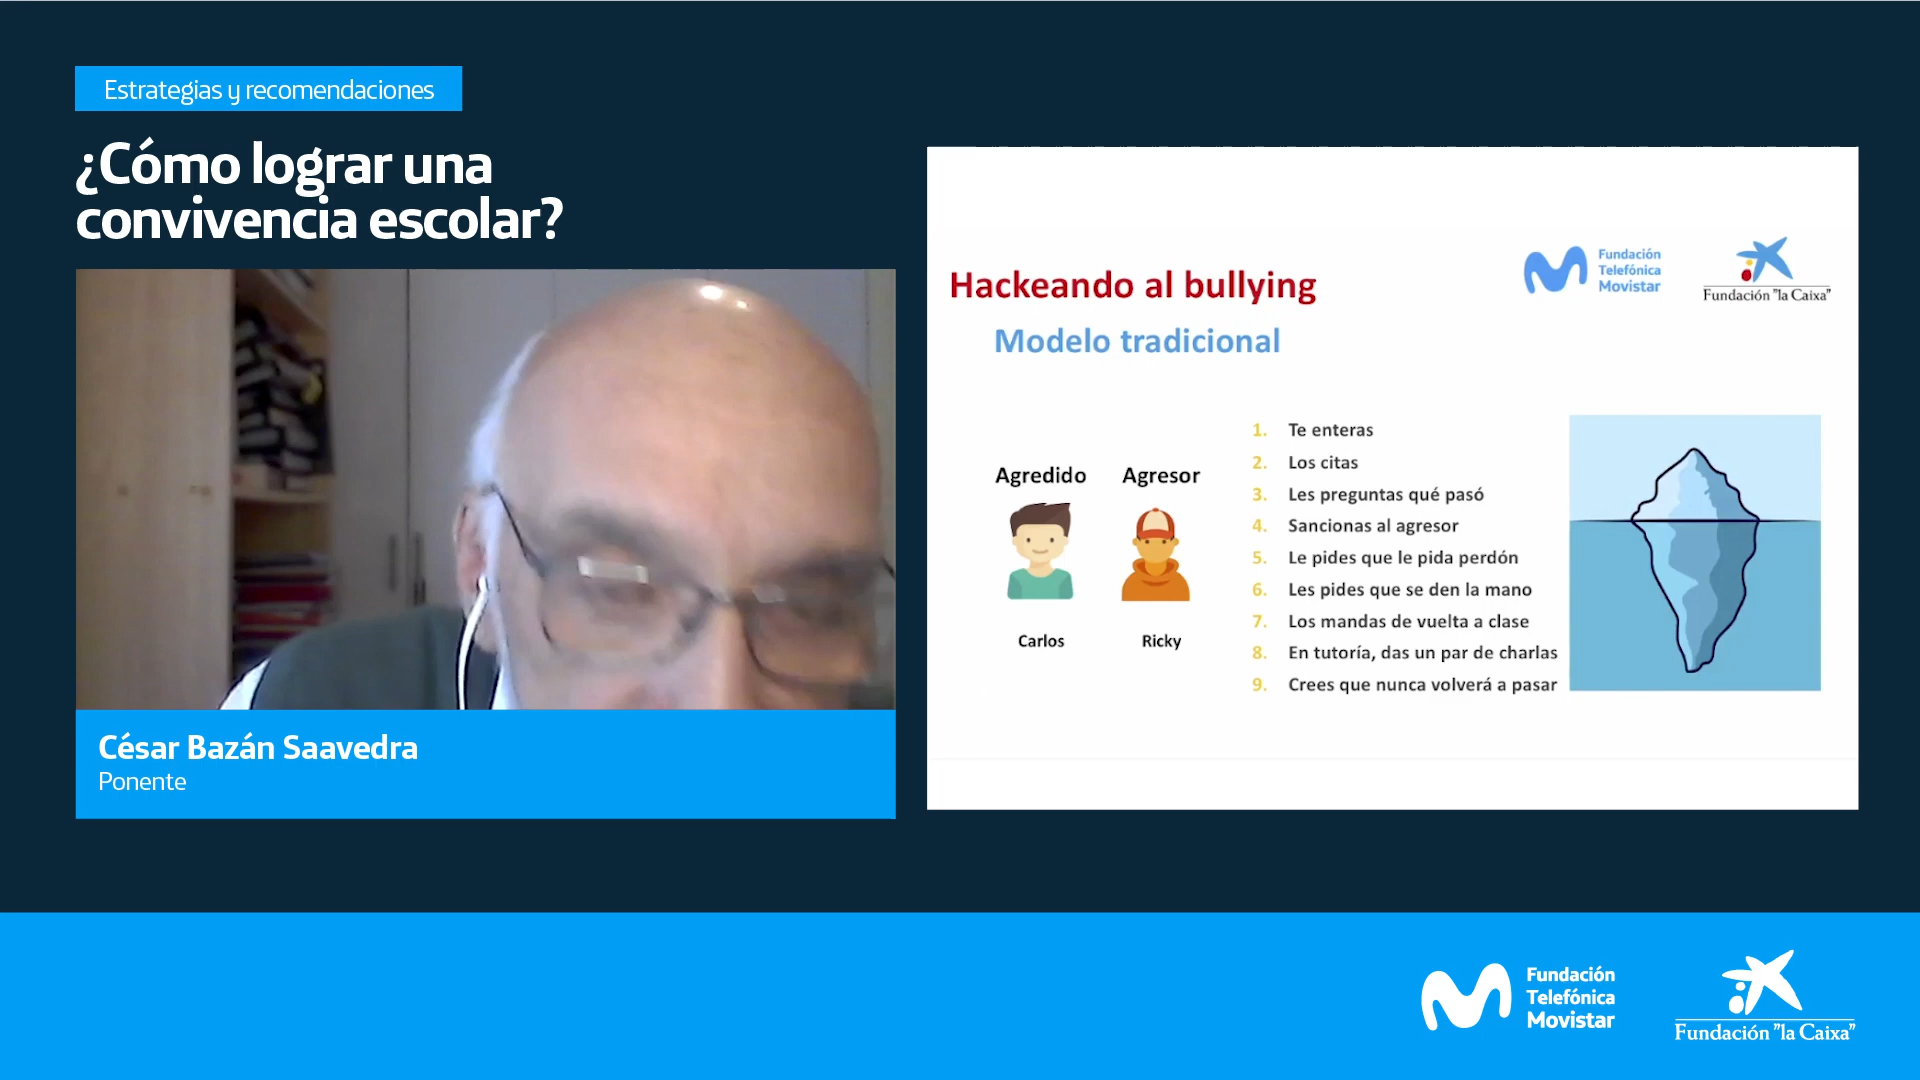 Estrategias y recomendaciones
¿Cómo lograr una
convivencia escolar?
César Bazán Saavedra
Ponente
Hackeando al bullying
Modelo tradicional
Fundación
Telefónica
Movistar
Fundación "la Caixa"
Agredido
Agresor
Carlos
Ricky
1. Te enteras
2. Los citas
3. Les preguntas qué pasó
4. Sancionas al agresor
5. Le pides que le pida perdón
6. Les pides que se den la mano
7. Los mandas de vuelta a clase
8. En tutoría, das un par de charlas
9. Crees que nunca volverá a pasar
Fundación
Telefónica
Movistar
Fundación "la Caixa"